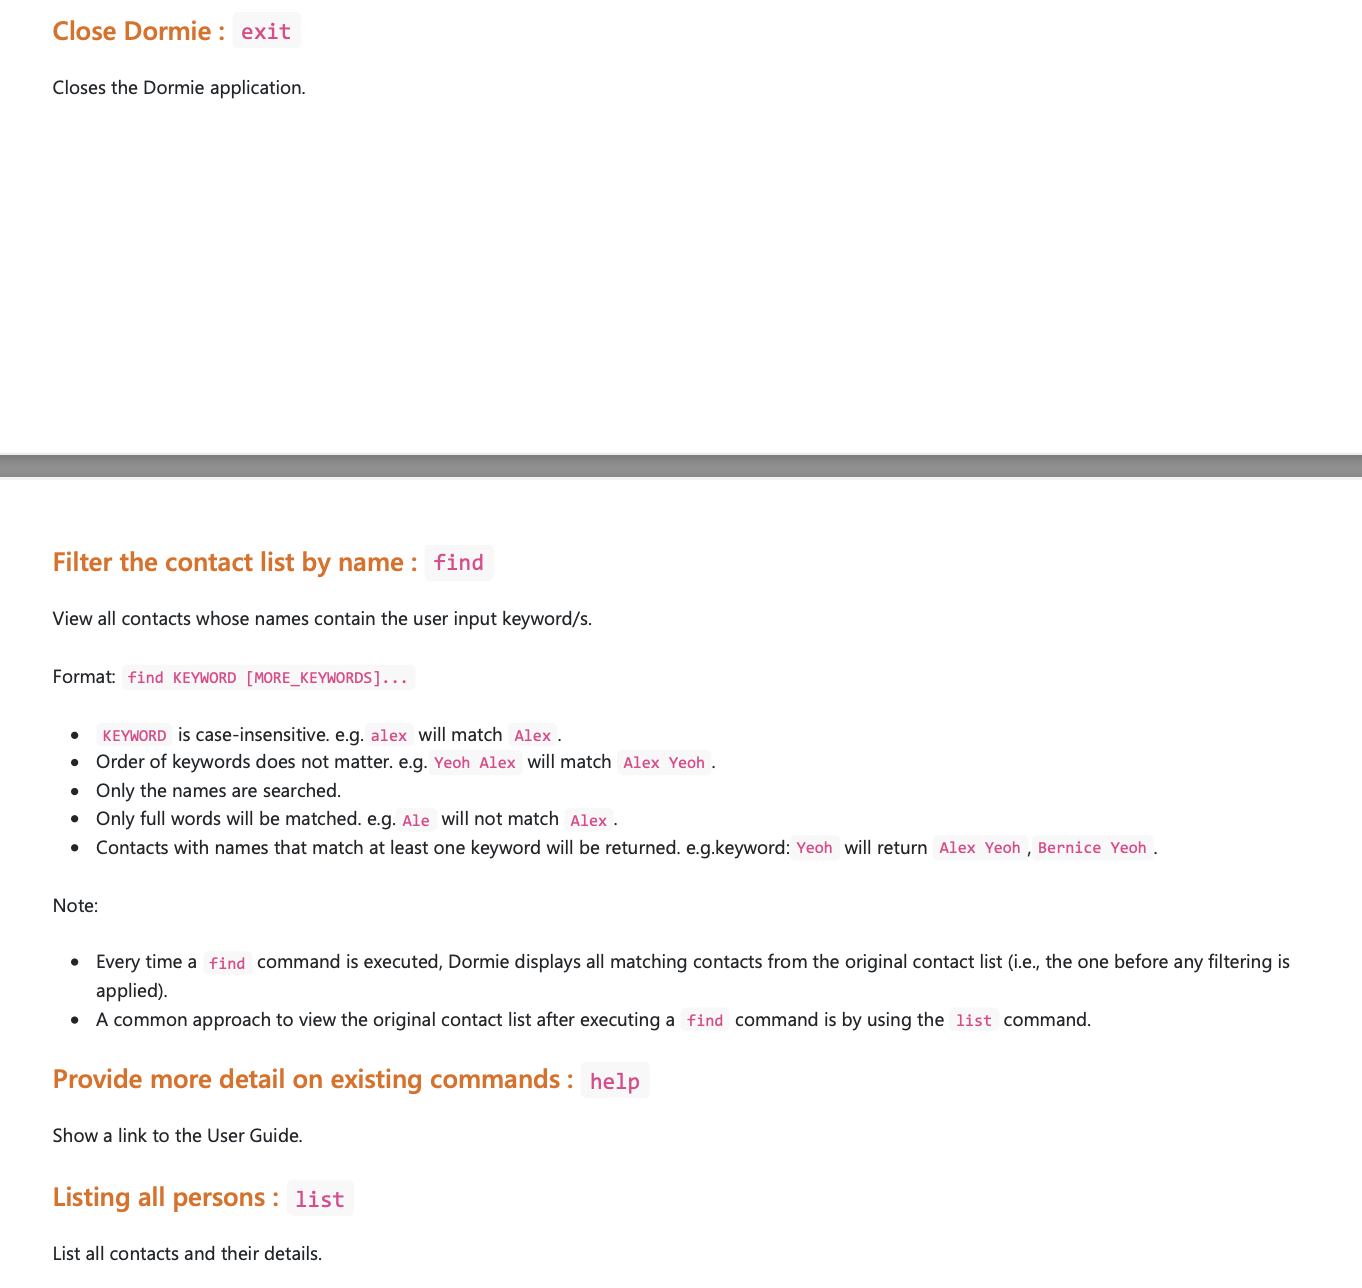 Close Dormie : exit
Closes the Dormie application.
Filter the contact list by name : find
View all contacts whose names contain the user input keyword/s.
Format: find KEYWORD [MORE_KEYWORDS]...
• KEYWORD is case-insensitive. e.g. alex will match Alex .
• Order of keywords does not matter. e.g. Yeoh Alex will match Alex Yeoh .
• Only the names are searched.
• Only full words will be matched. e.g. Ale will not match Alex .
• Contacts with names that match at least one keyword will be returned. e.g.keyword: Yeoh will return Alex Yeoh , Bernice Yeoh .
Note:
• Every time a find command is executed, Dormie displays all matching contacts from the original contact list (i.e., the one before any filtering is
applied).
• A common approach to view the original contact list after executing a find command is by using the list command.
Provide more detail on existing commands : help
Show a link to the User Guide.
Listing all persons : list
List all contacts and their details.